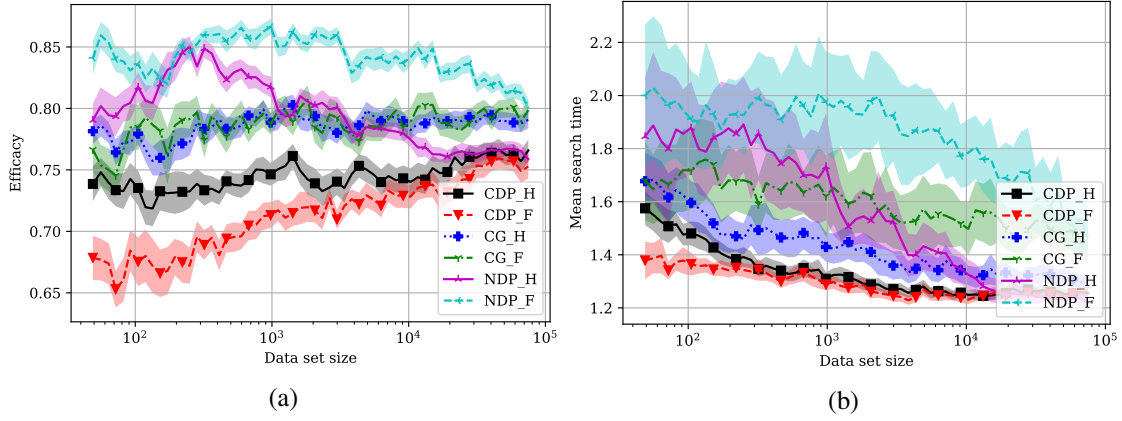 0.85
0.80
0.75
0.70
0.65
Efficacy
CDP_H
CDP_F
CG_H
CG_F
NDP_H
NDP_F
10²
10³
10⁴
10⁵
Data set size
(a)
2.2
2.0
1.8
1.6
1.4
1.2
Mean search time
CDP_H
CDP_F
CG_H
CG_F
NDP_H
NDP_F
10²
10³
10⁴
10⁵
Data set size
(b)